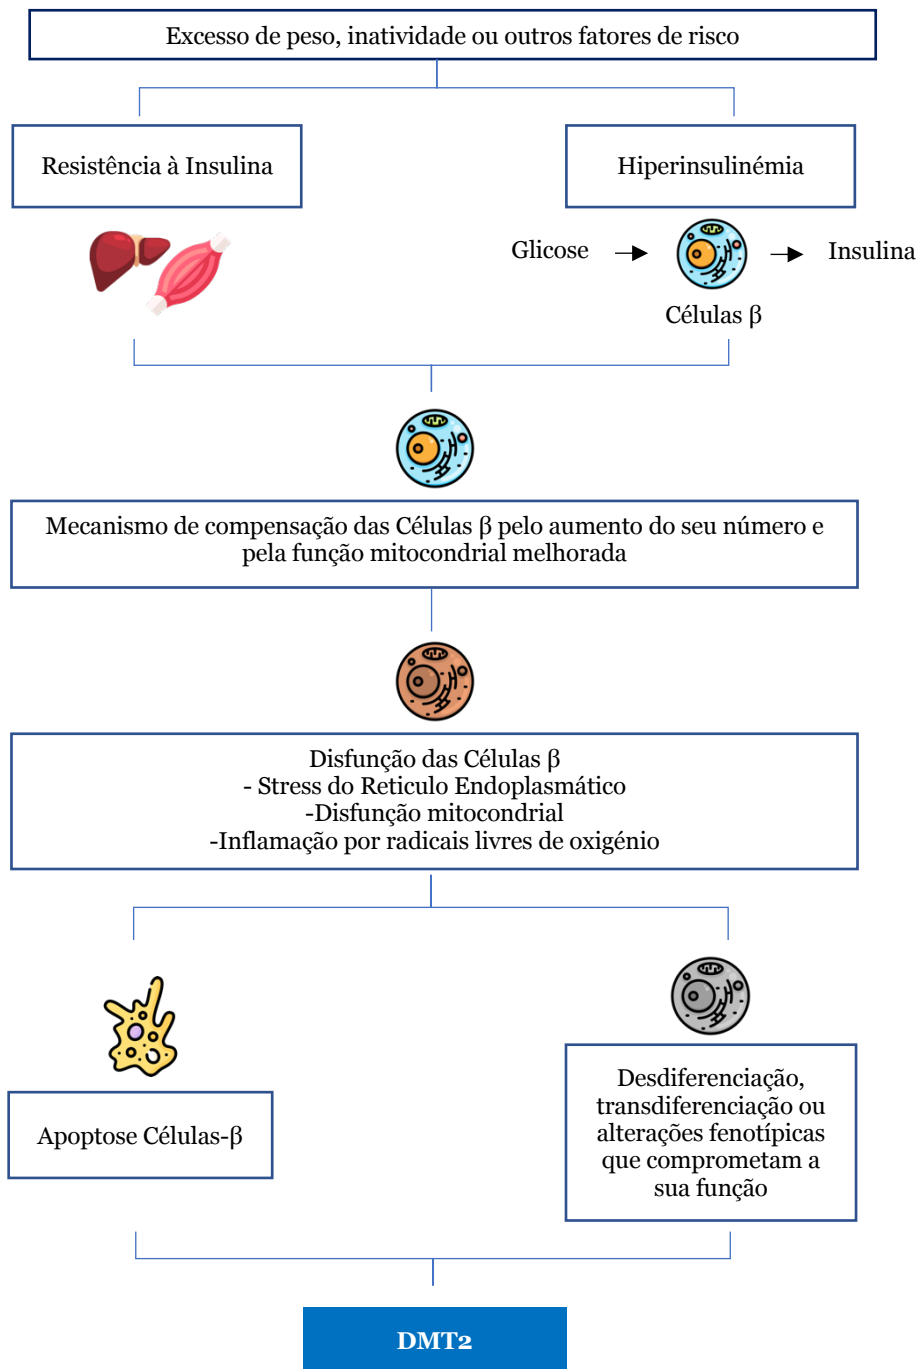 Excesso de peso, inatividade ou outros fatores de risco
Resistência à Insulina
Hiperinsulinémia
Glicose
Insulina
Células β
Mecanismo de compensação das Células β pelo aumento do seu número e
pela função mitocondrial melhorada
Disfunção das Células β
- Stress do Reticulo Endoplasmático
-Disfunção mitocondrial
-Inflamação por radicais livres de oxigénio
Apoptose Células-β
Desdiferenciação,
transdiferenciação ou
alterações fenotípicas
que comprometam a
sua função
DMT2